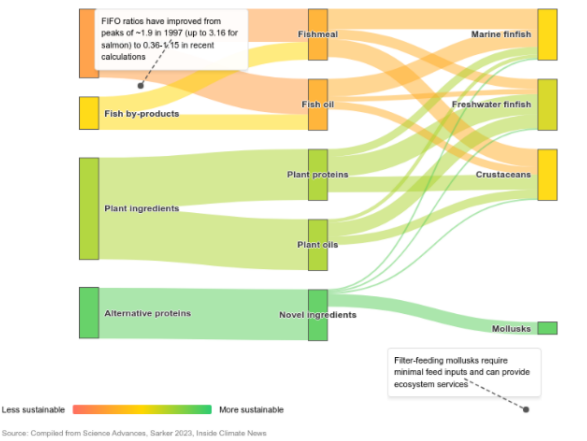 FIFO ratios have improved from
peaks of ~1.9 in 1997 (up to 3.16 for
salmon) to 0.36-1.15 in recent
calculations
Fishmeal
Marine finfish
Fish by-products
Fish oil
Freshwater finfish
Plant proteins
Crustaceans
Plant ingredients
Plant oils
Alternative proteins
Novel ingredients
Mollusks
Filter-feeding mollusks require
minimal feed inputs and can provide
ecosystem services
Less sustainable
More sustainable
Source: Compiled from Science Advances, Sarker 2023, Inside Climate News